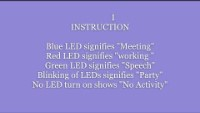 1
INSTRUCTION
Blue LED signifies "Meeting"
Red LED signifies "working "
Green LED signifies "Speech"
Blinking of LEDs signifies "Party"
No LED turn on shows "No Activity"